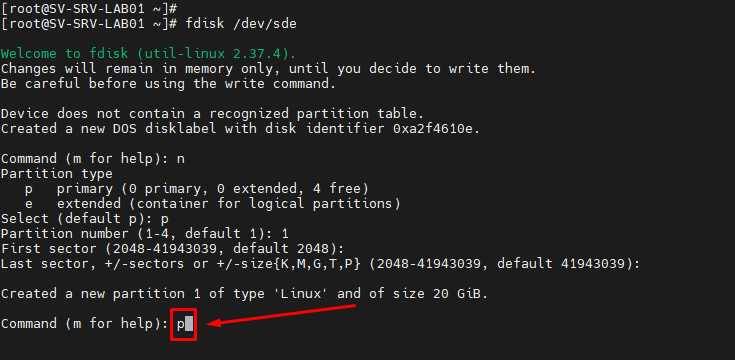 [root@SV-SRV-LAB01 ~]#
[root@SV-SRV-LAB01 ~]# fdisk /dev/sde
Welcome to fdisk (util-linux 2.37.4).
Changes will remain in memory only, until you decide to write them.
Be careful before using the write command.
Device does not contain a recognized partition table.
Created a new DOS disklabel with disk identifier 0xa2f4610e.
Command (m for help): n
Partition type
p primary (0 primary, 0 extended, 4 free)
e extended (container for logical partitions)
Select (default p): p
Partition number (1-4, default 1): 1
First sector (2048-41943039, default 2048):
Last sector, +/-sectors or +/-size{K,M,G,T,P} (2048-41943039, default 41943039):
Created a new partition 1 of type 'Linux' and of size 20 GiB.
Command (m for help): p